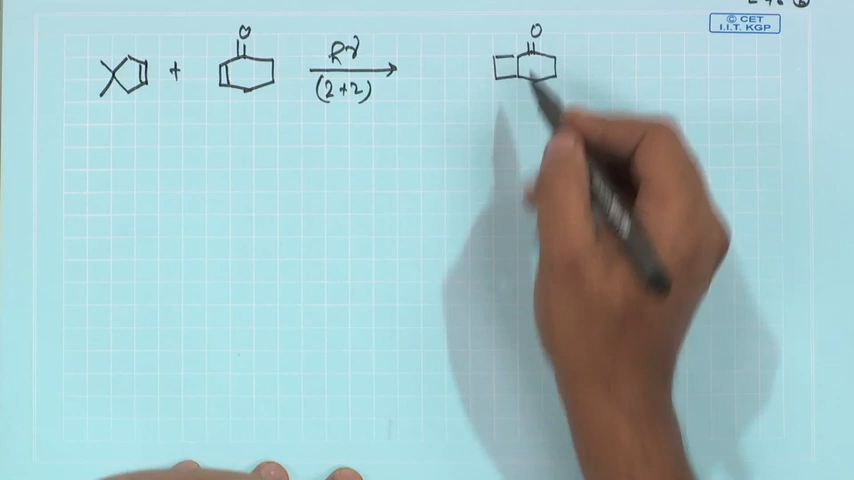 © CET
I.I.T. KGP
O
O
+
hν
(2+2)
O